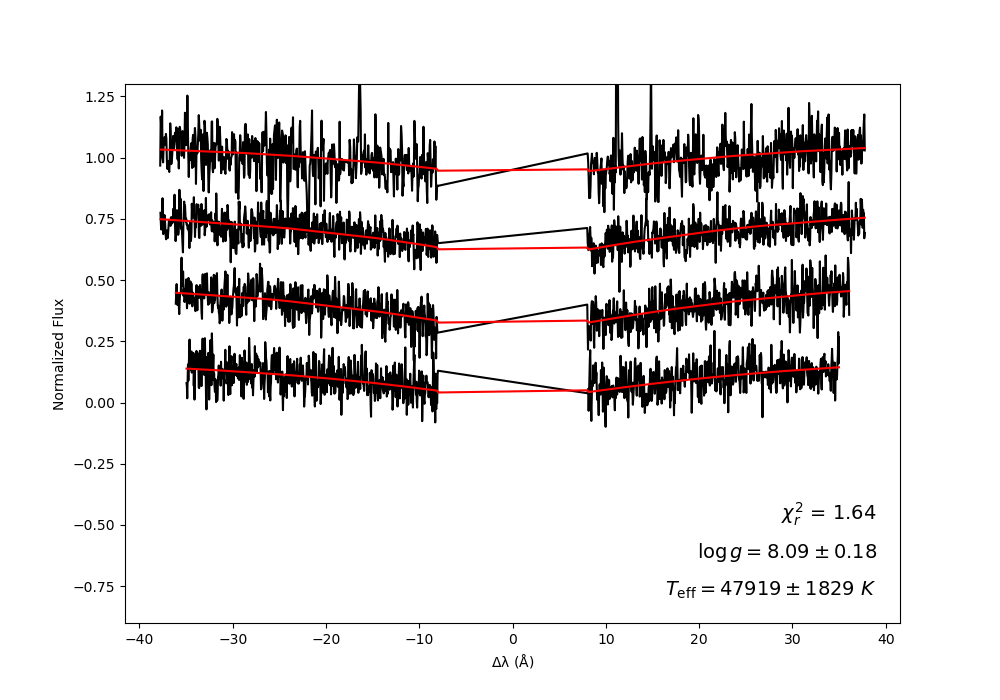 1.25
1.00
0.75
0.50
0.25
0.00
−0.25
−0.50
−0.75
Normalized Flux
χ²ᵣ = 1.64
log g = 8.09 ± 0.18
T_eff = 47919 ± 1829 K
−40 −30 −20 −10 0 10 20 30 40
Δλ (Å)